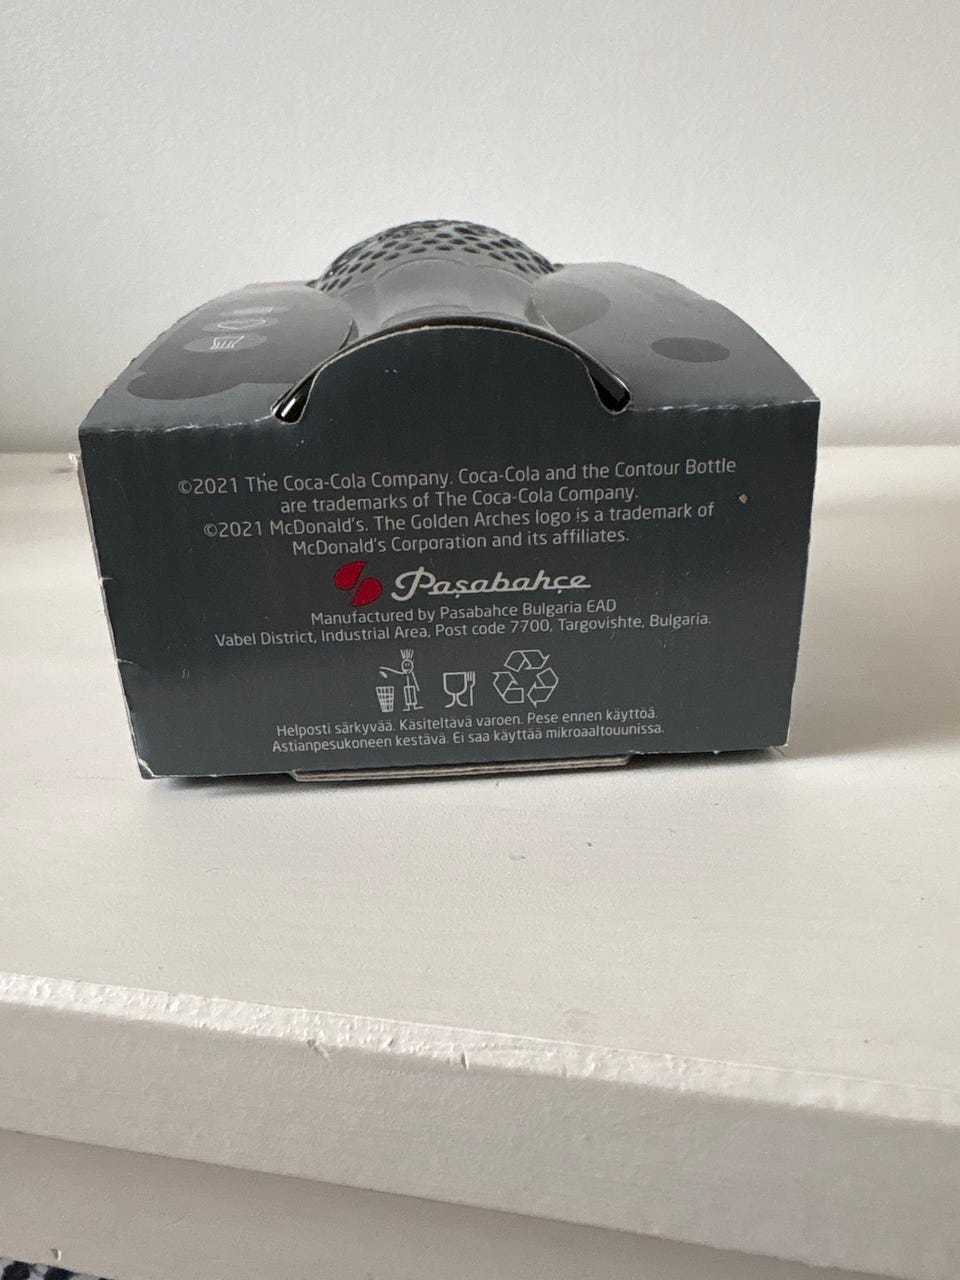 ©2021 The Coca-Cola Company. Coca-Cola and the Contour Bottle
are trademarks of The Coca-Cola Company.
©2021 McDonald's. The Golden Arches logo is a trademark of
McDonald's Corporation and its affiliates.
Paşabahçe
Manufactured by Pasabahce Bulgaria EAD
Vabel District, Industrial Area, Post code 7700, Targovishte, Bulgaria.
Helposti särkyvää. Käsiteltävä varoen. Pese ennen käyttöä.
Astianpesukoneen kestävä. Ei saa käyttää mikroaaltouunissa.